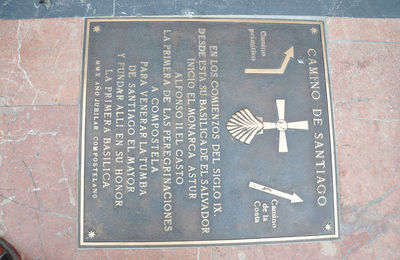 CAMINO DE SANTIAGO
Camino
primitivo
Camino
de la
Costa
EN LOS COMIENZOS DEL SIGLO IX,
DESDE ESTA SU BASILICA DE EL SALVADOR
INICIO EL MONARCA ASTUR
ALFONSO II EL CASTO
LA PRIMERA DE LAS PEREGRINACIONES
A COMPOSTELA
PARA VENERAR LA TUMBA
DE SANTIAGO EL MAYOR
Y FUNDAR ALLI EN SU HONOR
LA PRIMERA BASILICA
MMX AÑO JUBILAR COMPOSTELANO